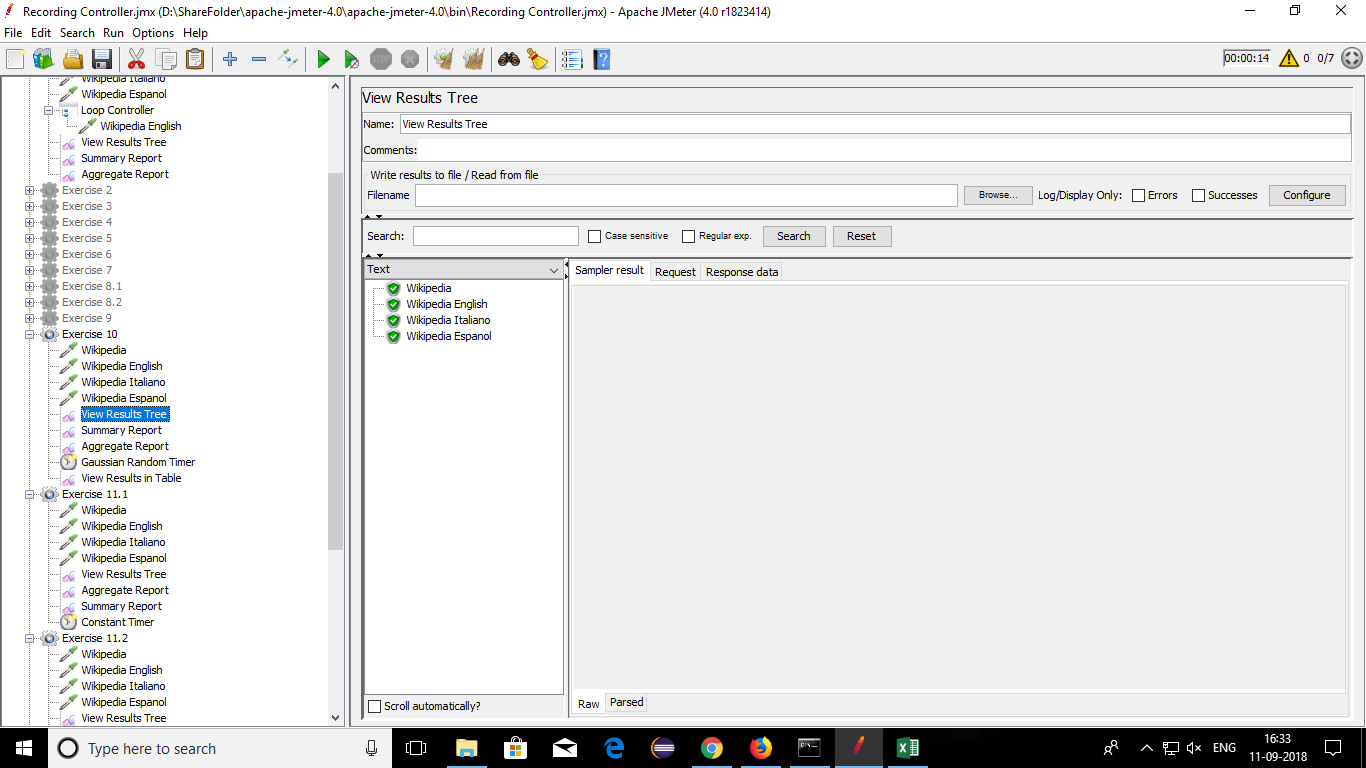 Recording Controller.jmx (D:\ShareFolder\apache-jmeter-4.0\apache-jmeter-4.0\bin\Recording Controller.jmx) - Apache JMeter (4.0 r1823414)
File Edit Search Run Options Help
STOP
00:00:14 0 0/7
Wikipedia Italiano
Wikipedia Espanol
Loop Controller
Wikipedia English
View Results Tree
Summary Report
Aggregate Report
Exercise 2
Exercise 3
Exercise 4
Exercise 5
Exercise 6
Exercise 7
Exercise 8.1
Exercise 8.2
Exercise 9
Exercise 10
Wikipedia
Wikipedia English
Wikipedia Italiano
Wikipedia Espanol
View Results Tree
Summary Report
Aggregate Report
Gaussian Random Timer
View Results in Table
Exercise 11.1
Wikipedia
Wikipedia English
Wikipedia Italiano
Wikipedia Espanol
View Results Tree
Aggregate Report
Summary Report
Constant Timer
Exercise 11.2
Wikipedia
Wikipedia English
Wikipedia Italiano
Wikipedia Espanol
View Results Tree
View Results Tree
Name: View Results Tree
Comments:
Write results to file / Read from file
Filename Browse... Log/Display Only: Errors Successes Configure
Search: Case sensitive Regular exp. Search Reset
Text
Wikipedia
Wikipedia English
Wikipedia Italiano
Wikipedia Espanol
Scroll automatically?
Sampler result Request Response data
Raw Parsed
Type here to search
ENG
16:33
11-09-2018